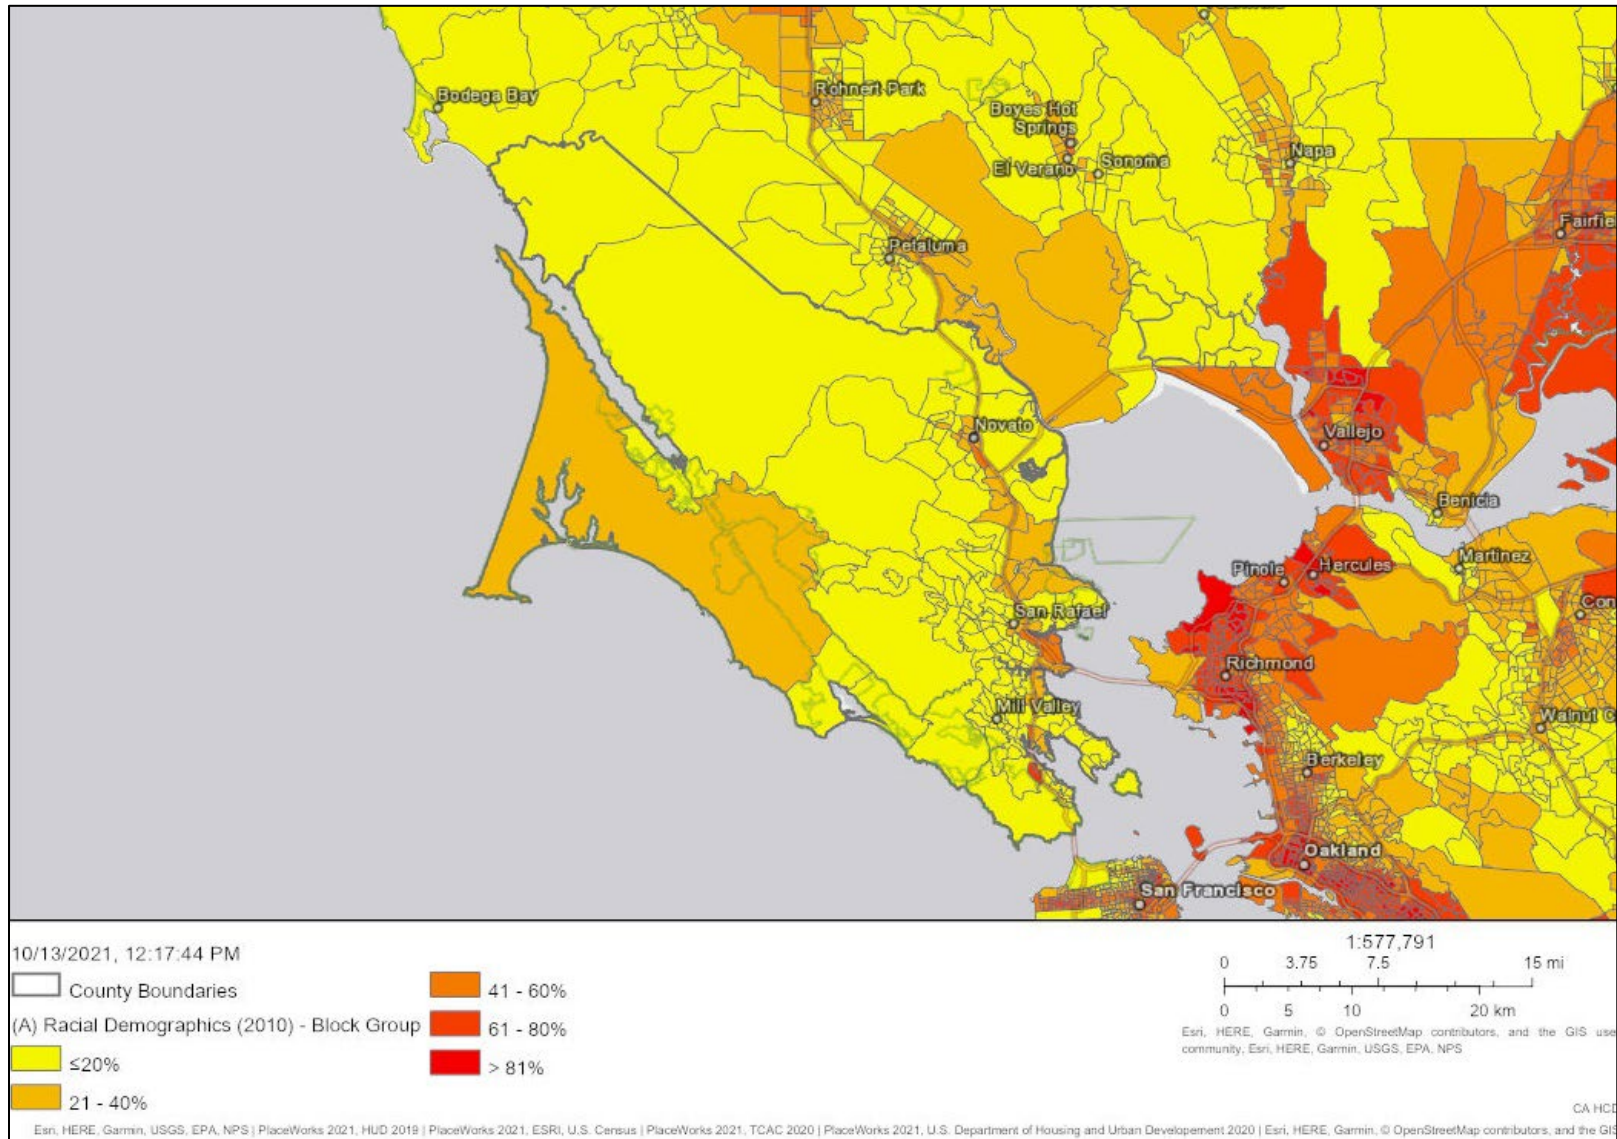 Bodega Bay
Rohnert Park
Boyes Hot
Springs
El Verano
Sonoma
Napa
Petaluma
Fairfie
Novato
Vallejo
Benicia
Martinez
Pinole
Hercules
Con
San Rafael
Richmond
Mill Valley
Walnut C
Berkeley
Oakland
San Francisco
10/13/2021, 12:17:44 PM
County Boundaries
(A) Racial Demographics (2010) - Block Group
≤20%
21 - 40%
41 - 60%
61 - 80%
> 81%
1:577,791
0 3.75 7.5 15 mi
0 5 10 20 km
Esri, HERE, Garmin, © OpenStreetMap contributors, and the GIS use
community, Esri, HERE, Garmin, USGS, EPA, NPS
CA HCD
Esri, HERE, Garmin, USGS, EPA, NPS | PlaceWorks 2021, HUD 2019 | PlaceWorks 2021, ESRI, U.S. Census | PlaceWorks 2021, TCAC 2020 | PlaceWorks 2021, U.S. Department of Housing and Urban Developement 2020 | Esri, HERE, Garmin, © OpenStreetMap contributors, and the GIS